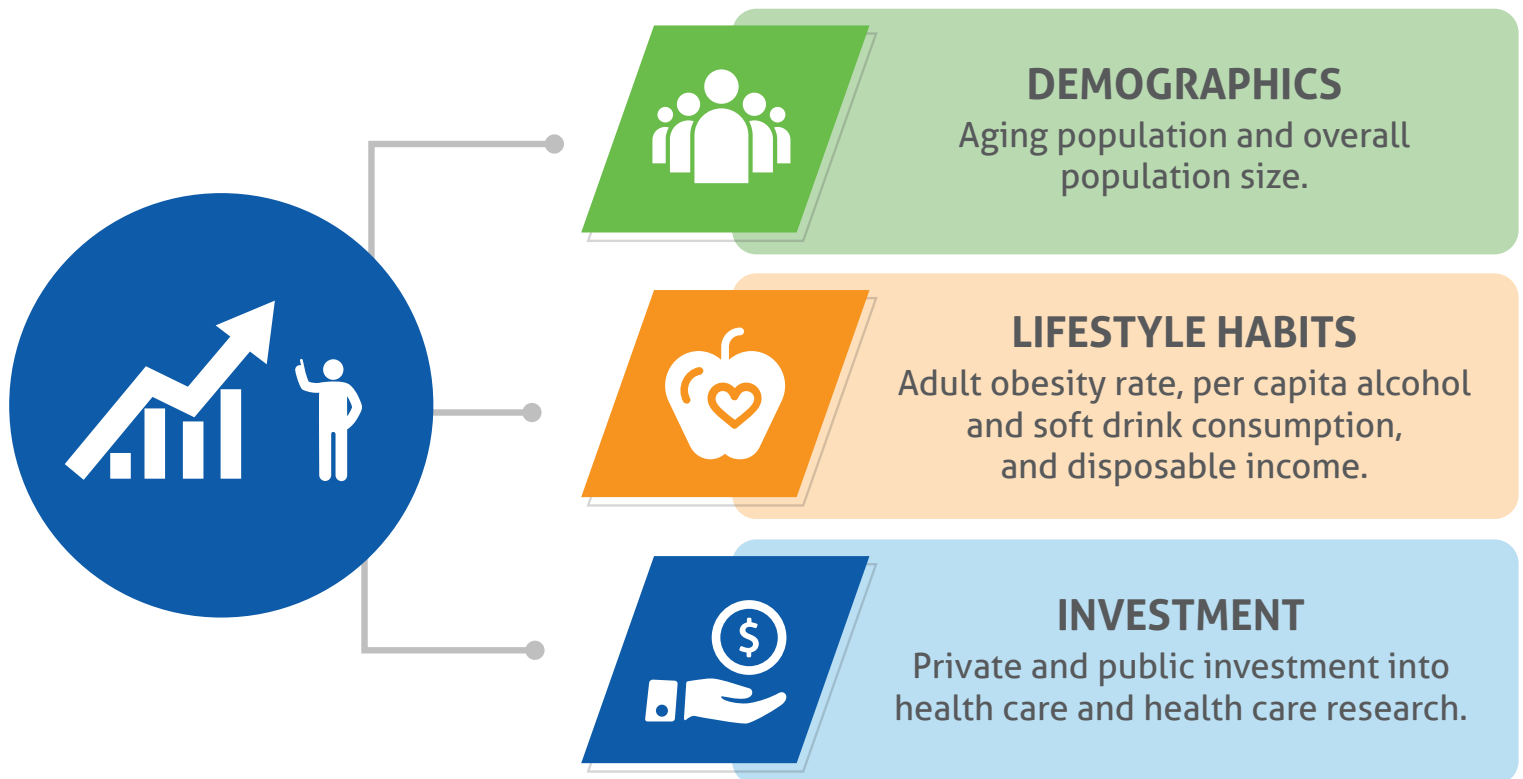 DEMOGRAPHICS
Aging population and overall
population size.
LIFESTYLE HABITS
Adult obesity rate, per capita alcohol
and soft drink consumption,
and disposable income.
$
INVESTMENT
Private and public investment into
health care and health care research.